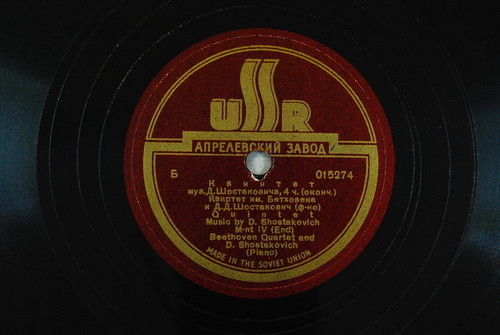 USSR
АПРЕЛЕВСКИЙ ЗАВОД
Б 015274
Квинтет
муз. Д. Шостаковича, 4 ч. (оконч.)
Квартет им. Бетховена
и Д. Д. Шостакович (ф-но)
Quintet
Music by D. Shostakovich
M-nt IV (End)
Beethoven Quartet and
D. Shostakovich
(Piano)
MADE IN THE SOVIET UNION